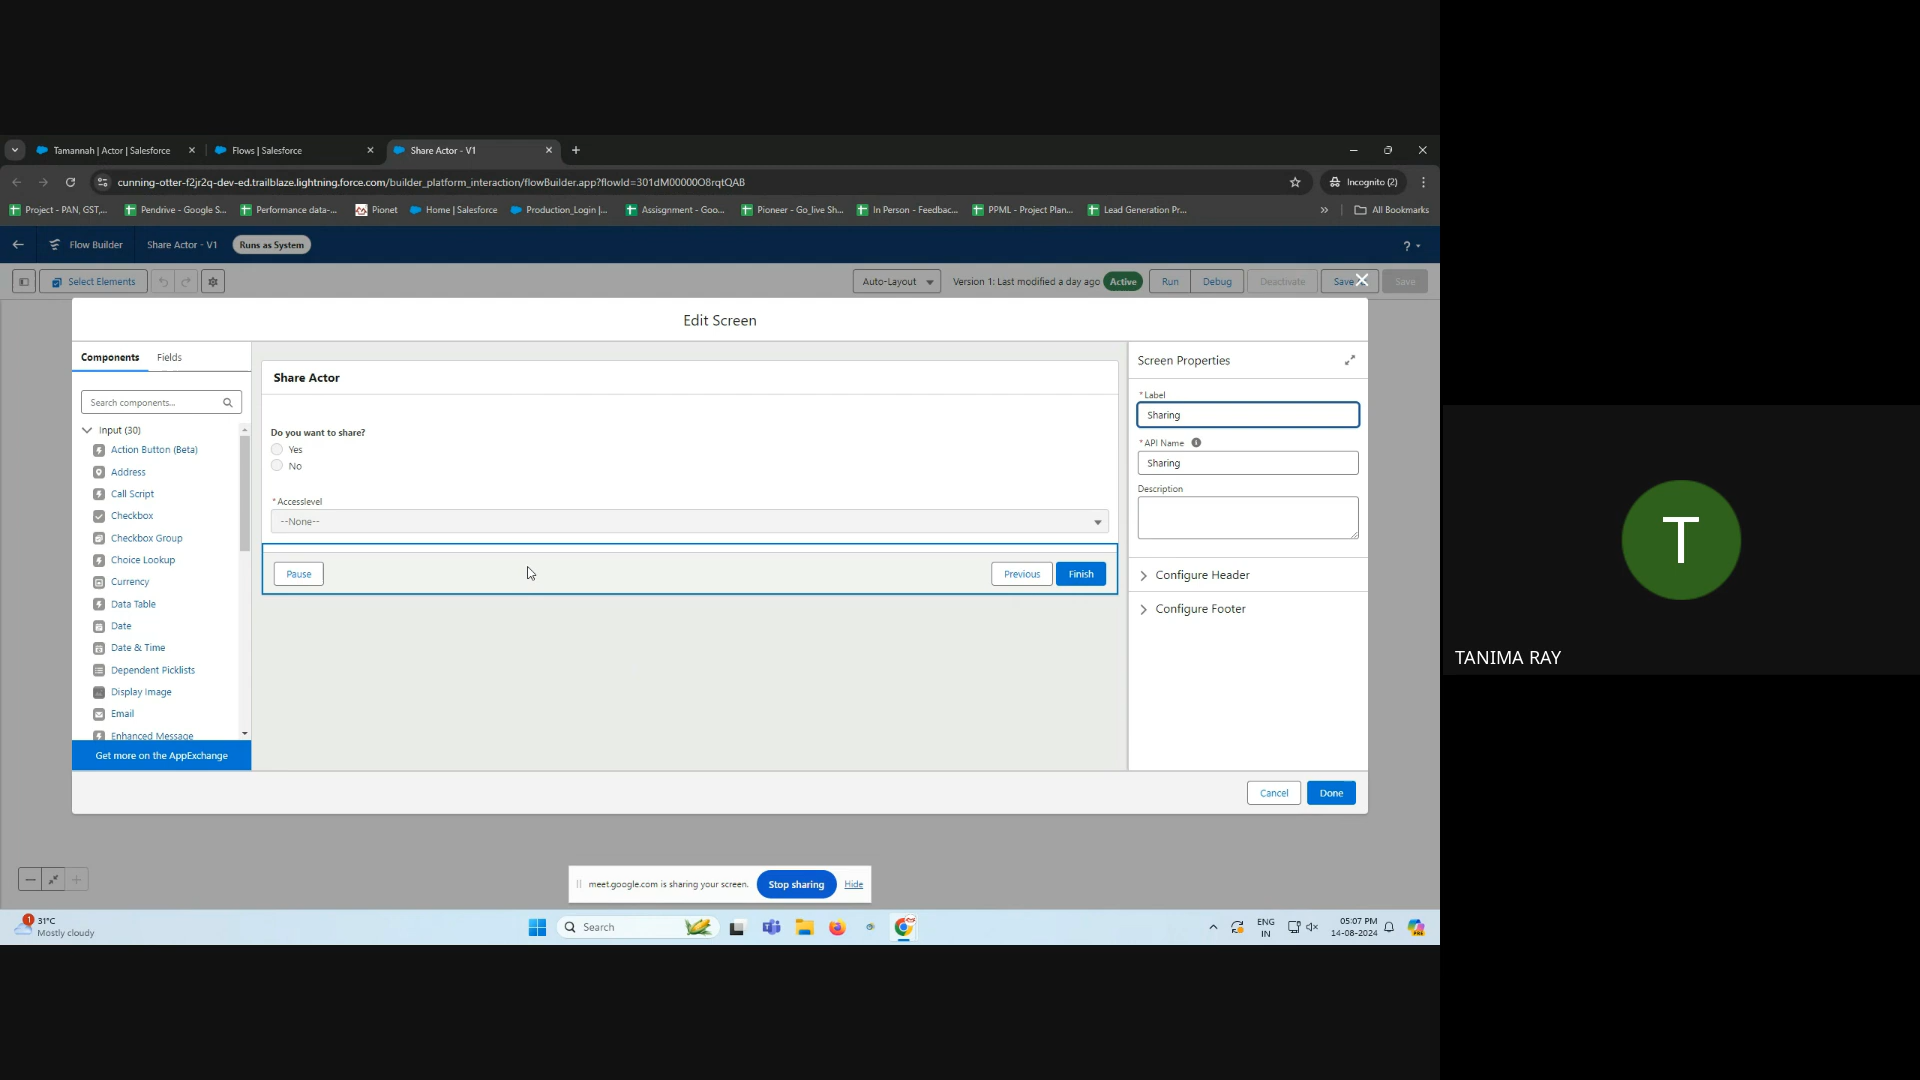 Tamannah | Actor | Salesforce
Flows | Salesforce
Share Actor - V1
cunning-otter-f2jr2q-dev-ed.trailblaze.lightning.force.com/builder_platform_interaction/flowBuilder.app?flowId=301dM00000O8rqtQAB
Incognito (2)
Project - PAN, GST,...
Pendrive - Google S...
Performance data-...
Pionet
Home | Salesforce
Production_Login |...
Assisgnment - Goo...
Pioneer - Go_live Sh...
In Person - Feedbac...
PPML - Project Plan...
Lead Generation Pr...
»
All Bookmarks
Flow Builder
Share Actor - V1
Runs as System
?
Select Elements
Auto-Layout
Version 1: Last modified a day ago
Active
Run
Debug
Deactivate
Save
Save
Edit Screen
Components
Fields
Search components...
Input (30)
Action Button (Beta)
Address
Call Script
Checkbox
Checkbox Group
Choice Lookup
Currency
Data Table
Date
Date & Time
Dependent Picklists
Display Image
Email
Enhanced Message
Get more on the AppExchange
Share Actor
Do you want to share?
Yes
No
*Accesslevel
--None--
Pause
Previous
Finish
Screen Properties
*Label
Sharing
*API Name
Sharing
Description
Configure Header
Configure Footer
Cancel
Done
meet.google.com is sharing your screen.
Stop sharing
Hide
1
31°C
Mostly cloudy
Search
ENG
IN
05:07 PM
14-08-2024
PRE
T
TANIMA RAY